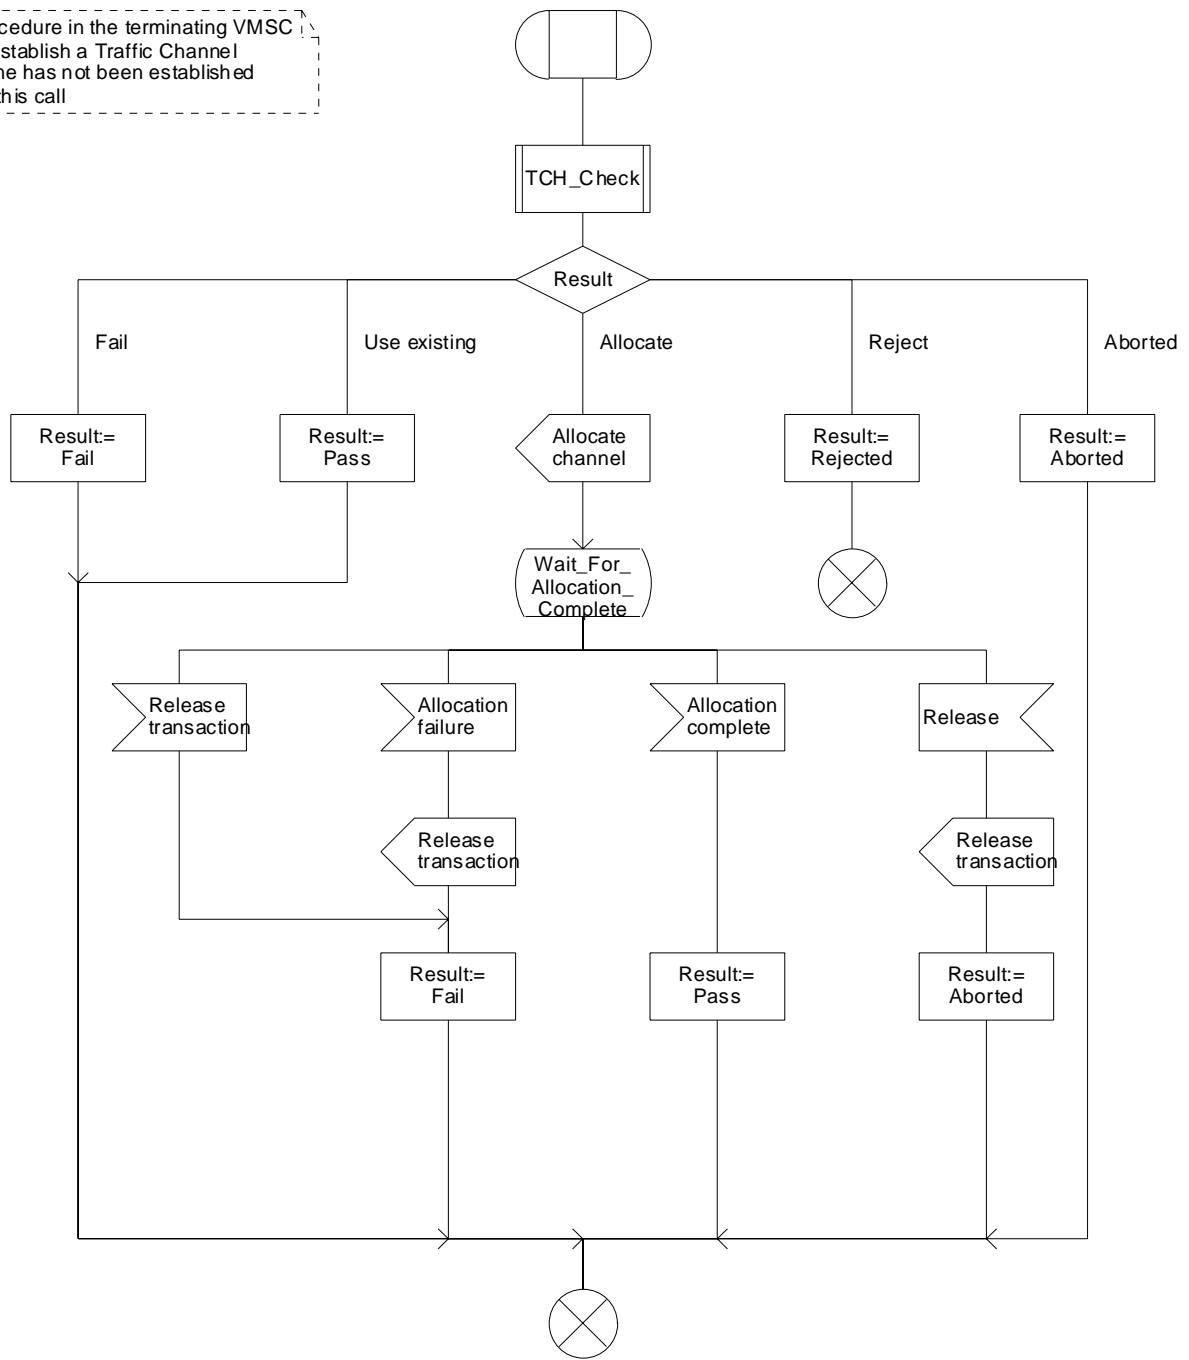 cedure in the terminating VMSC
stablish a Traffic Channel
ne has not been established
this call
TCH_Check
Result
Fail
Use existing
Allocate
Reject
Aborted
Result:=
Fail
Result:=
Pass
Allocate
channel
Result:=
Rejected
Result:=
Aborted
Wait_For_
Allocation_
Complete
Release
transaction
Allocation
failure
Allocation
complete
Release
Release
transaction
Release
transaction
Result:=
Fail
Result:=
Pass
Result:=
Aborted